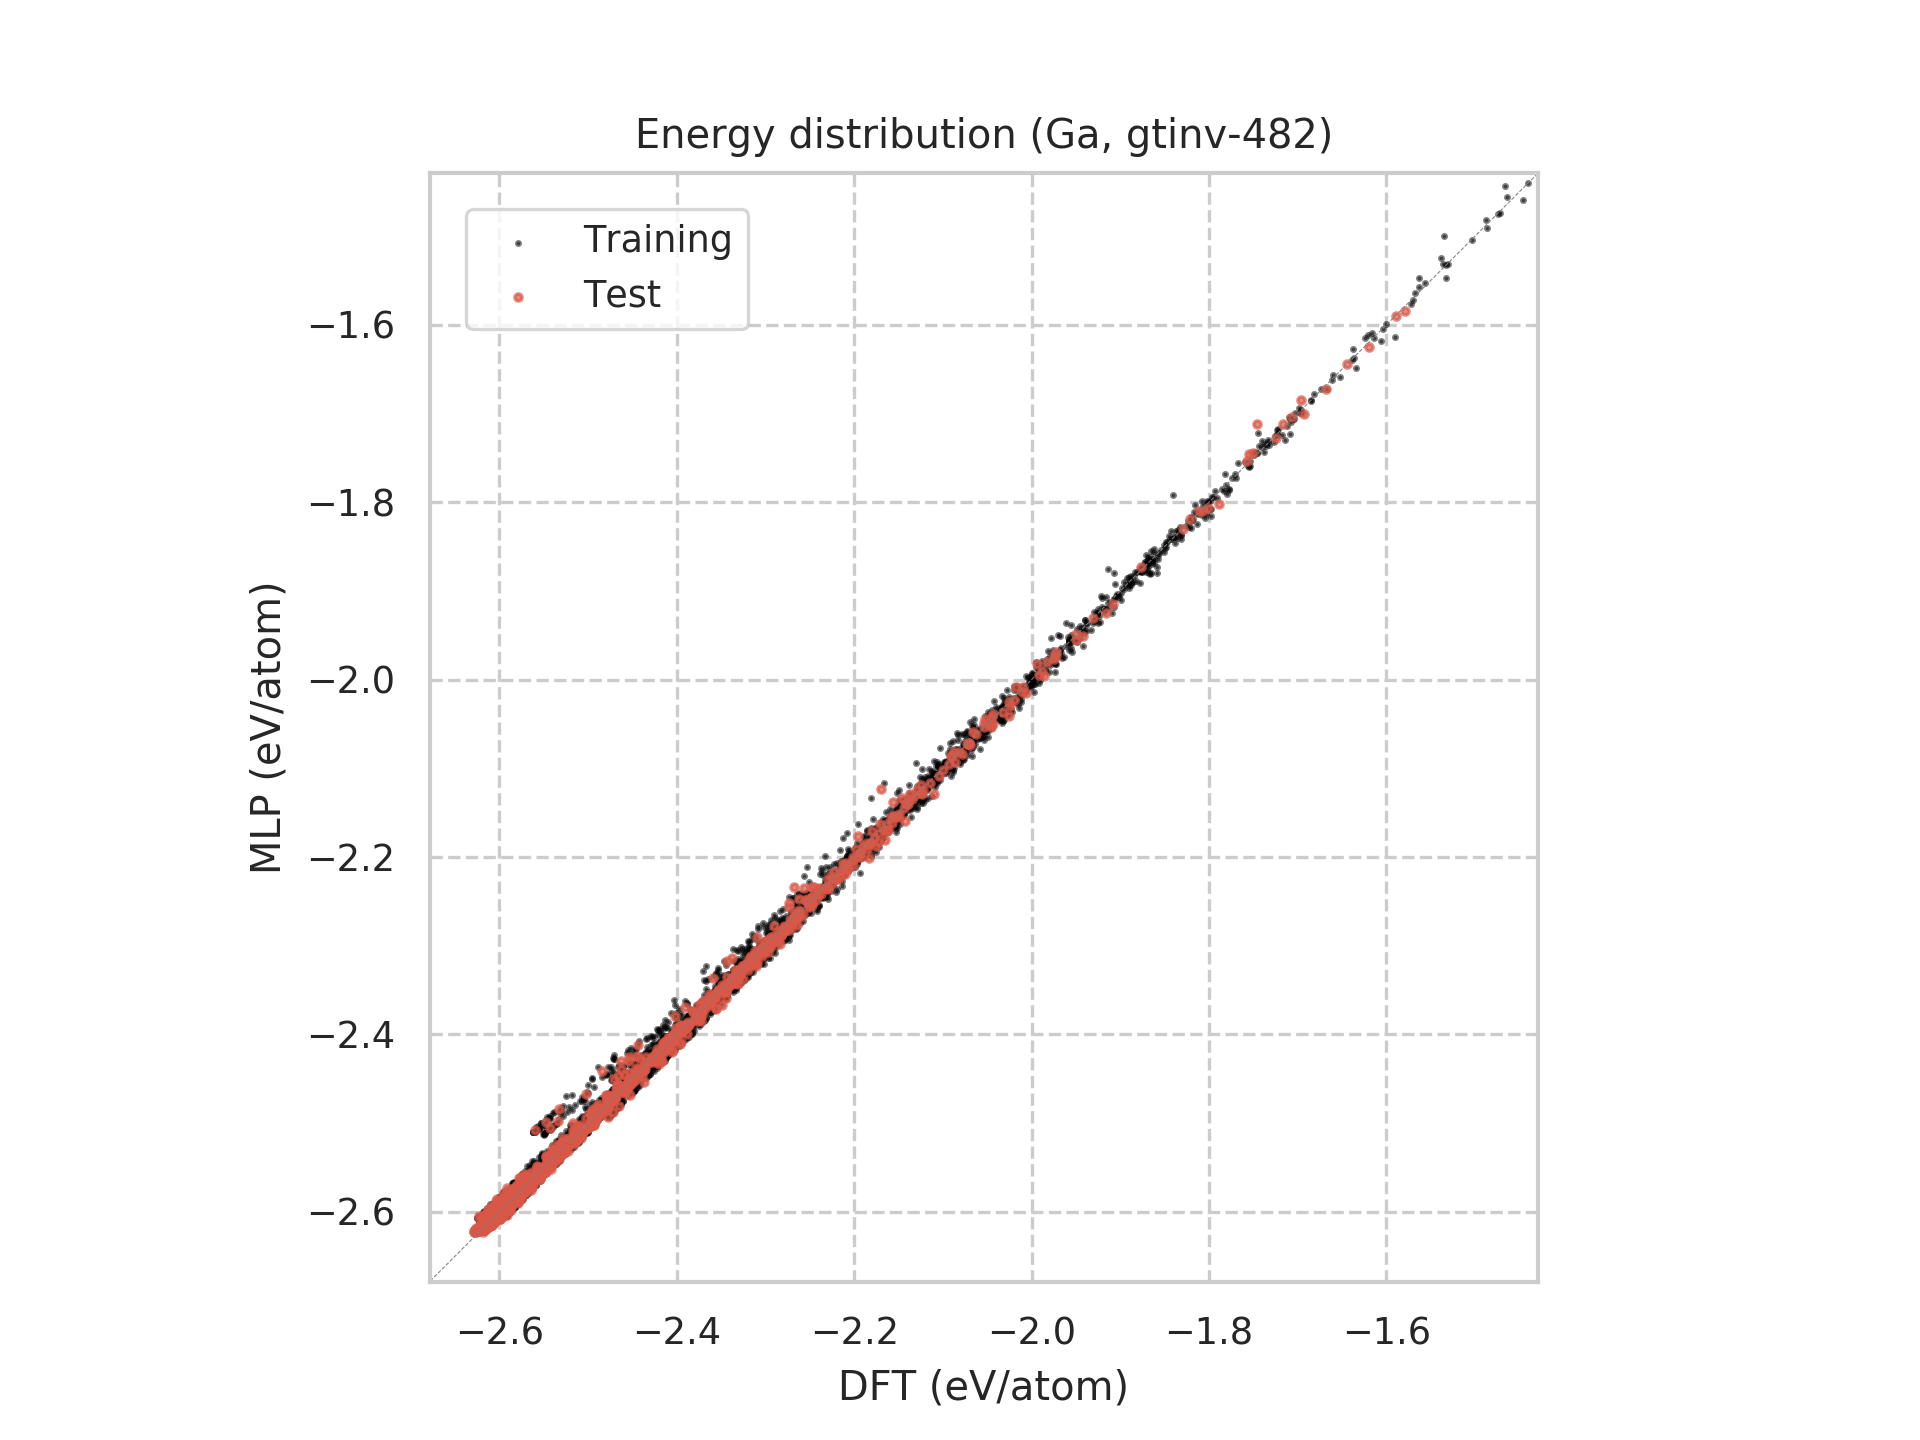 Energy distribution (Ga, gtinv-482)
Training
Test
−1.6
−1.8
−2.0
−2.2
−2.4
−2.6
MLP (eV/atom)
−2.6 −2.4 −2.2 −2.0 −1.8 −1.6
DFT (eV/atom)